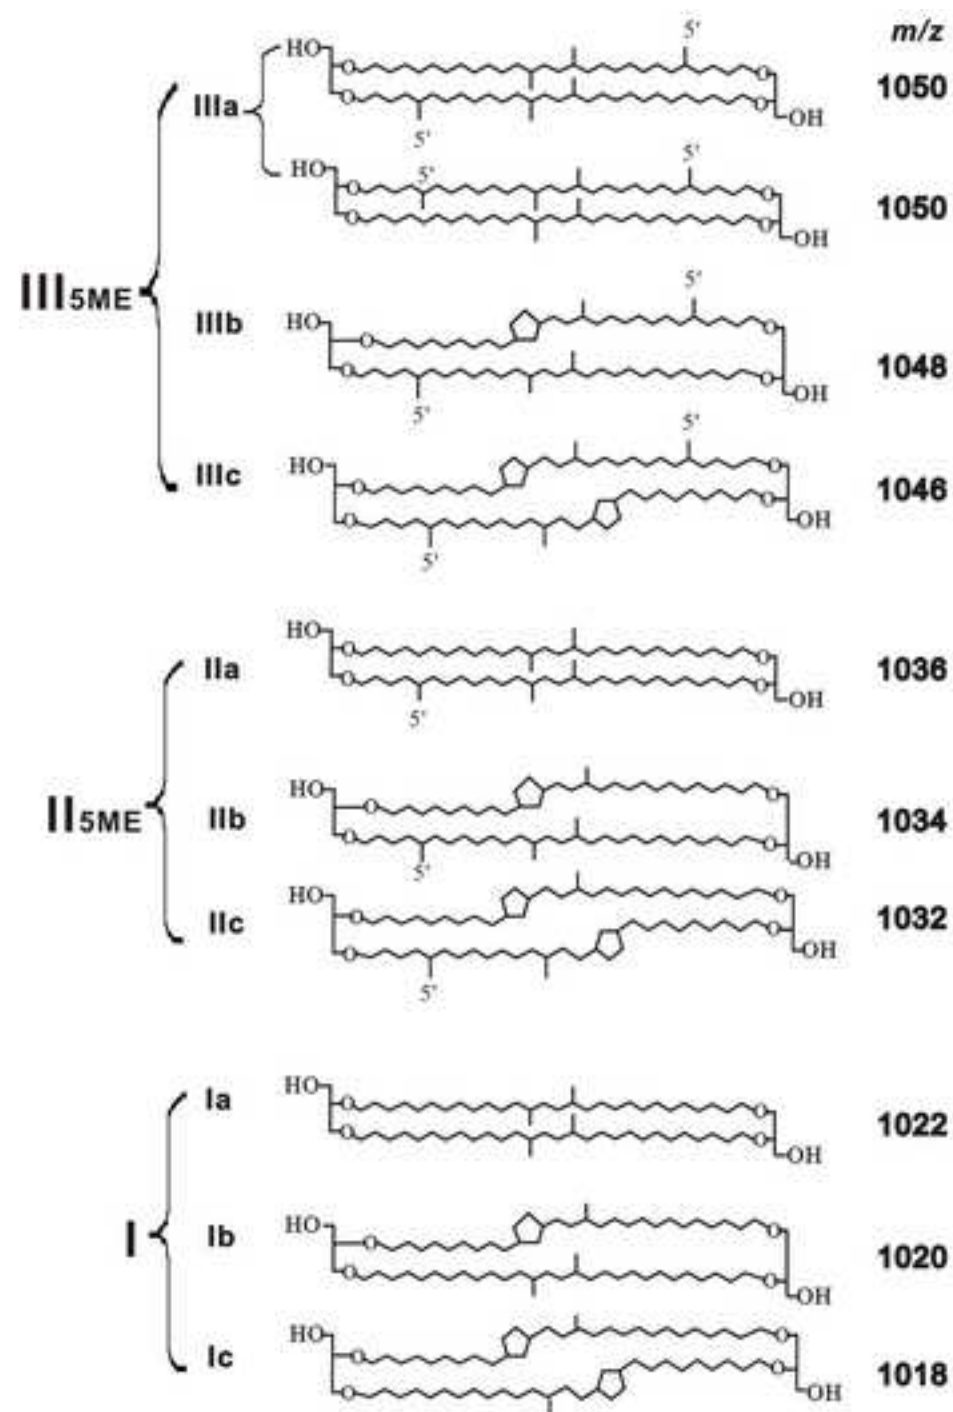 m/z
5'
HO
O
O
1050
IIIa
O
O
OH
5'
5'
HO
5'
O
O
1050
O
O
OH
III5ME
5'
IIIb
HO
O
O
1048
O
O
OH
5'
5'
IIIc
HO
O
O
1046
O
O
OH
5'
HO
IIa
O
O
1036
O
O
OH
5'
II5ME
HO
IIb
O
O
1034
O
O
OH
5'
HO
O
IIc
O
O
1032
O
OH
5'
HO
Ia
O
O
1022
O
O
OH
I
Ib
HO
O
O
1020
O
O
OH
HO
O
Ic
O
O
1018
O
OH